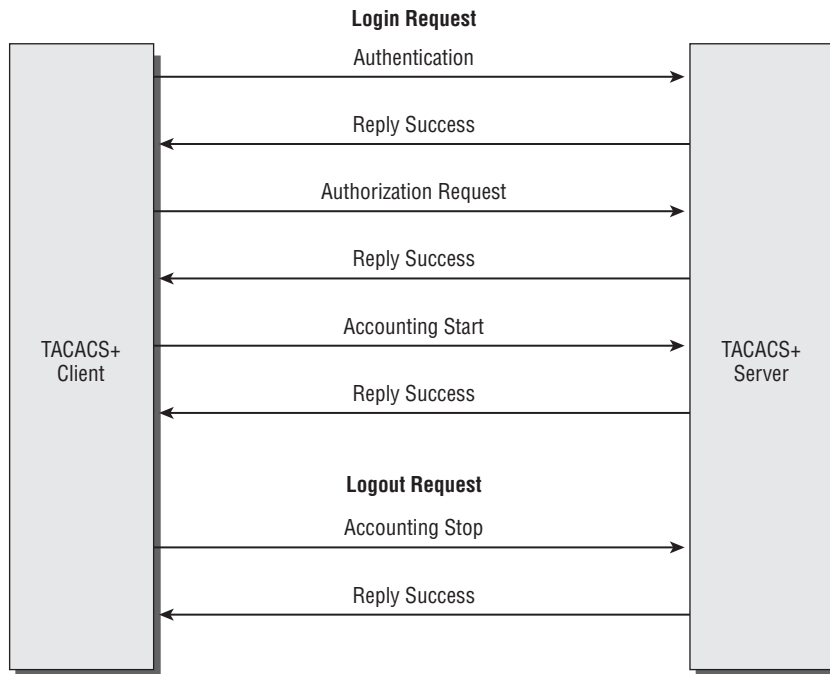 Login Request
Authentication
Reply Success
Authorization Request
Reply Success
Accounting Start
TACACS+
Client
TACACS+
Server
Reply Success
Logout Request
Accounting Stop
Reply Success